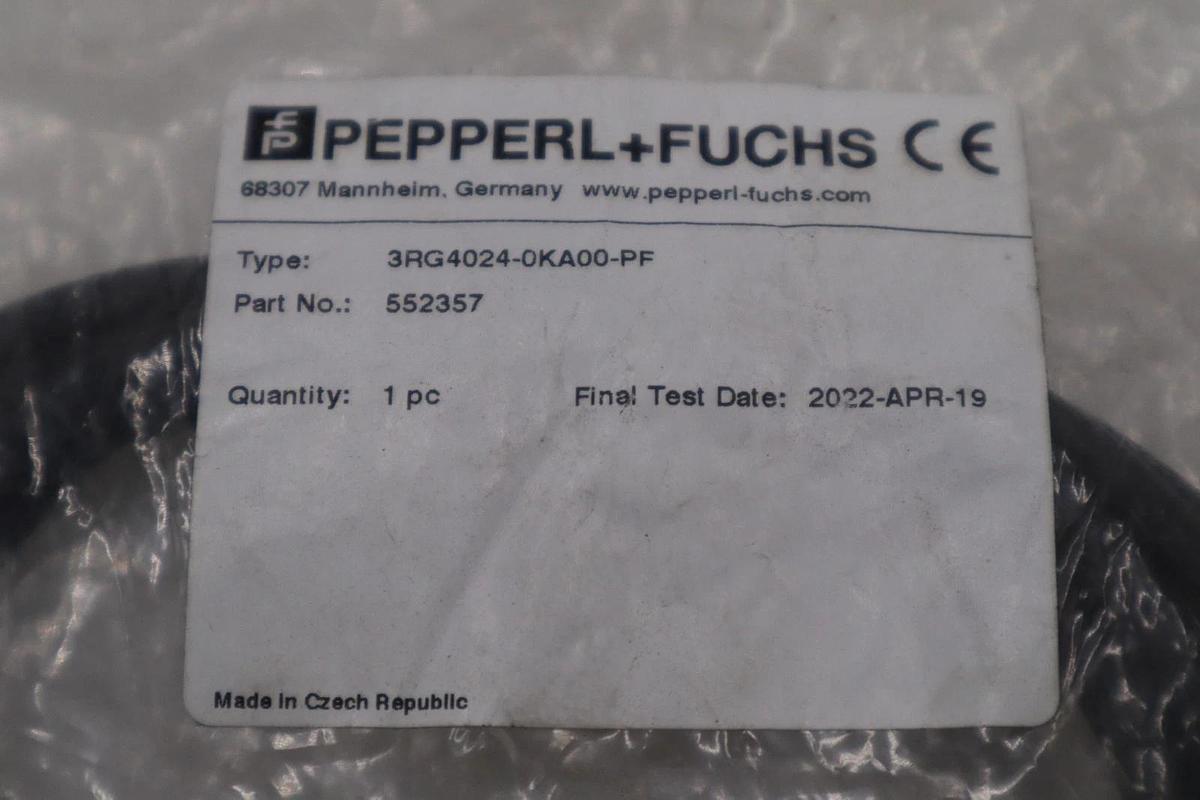 PEPPERL+FUCHS CE
68307 Mannheim, Germany www.pepperl-fuchs.com
Type: 3RG4024-0KA00-PF
Part No.: 552357
Quantity: 1 pc Final Test Date: 2022-APR-19
Made in Czech Republic